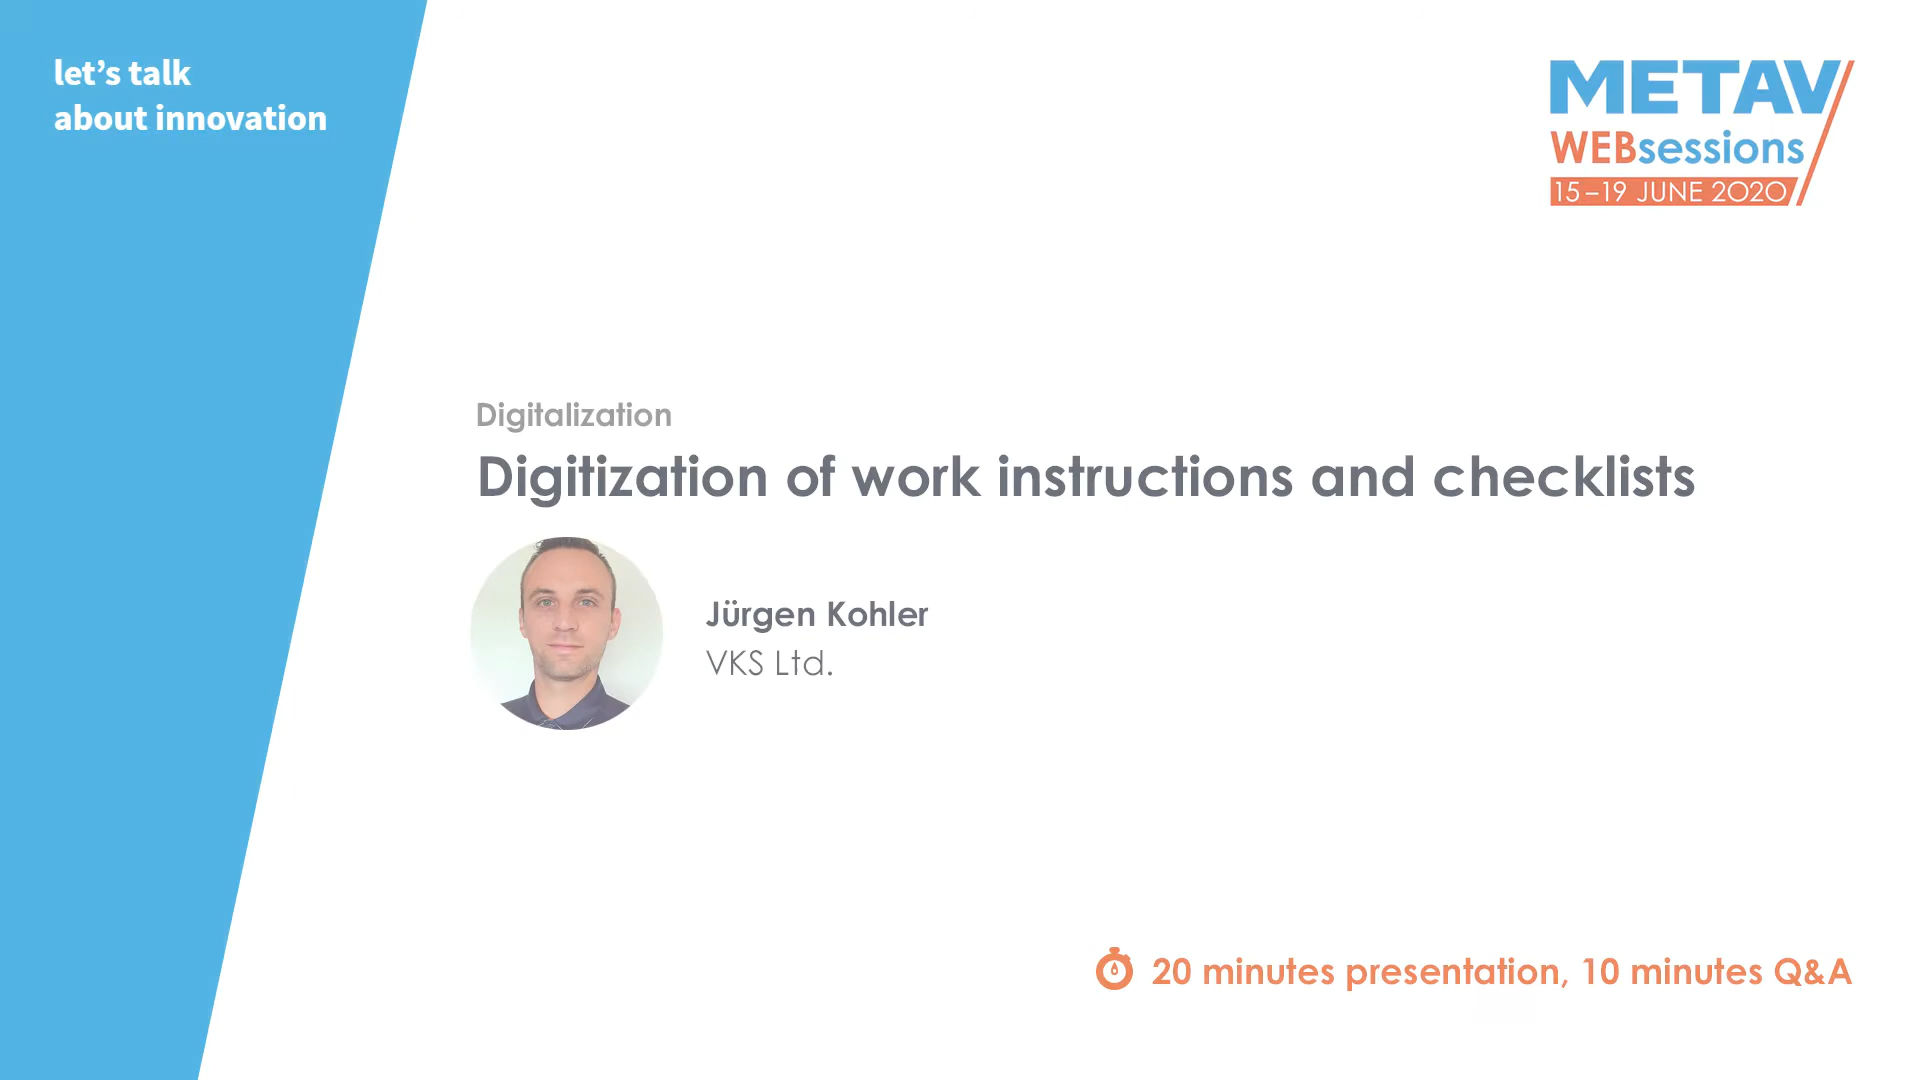 let’s talk
about innovation
METAV
WEBsessions
15–19 JUNE 2020
Digitalization
Digitization of work instructions and checklists
Jürgen Kohler
VKS Ltd.
20 minutes presentation, 10 minutes Q&A